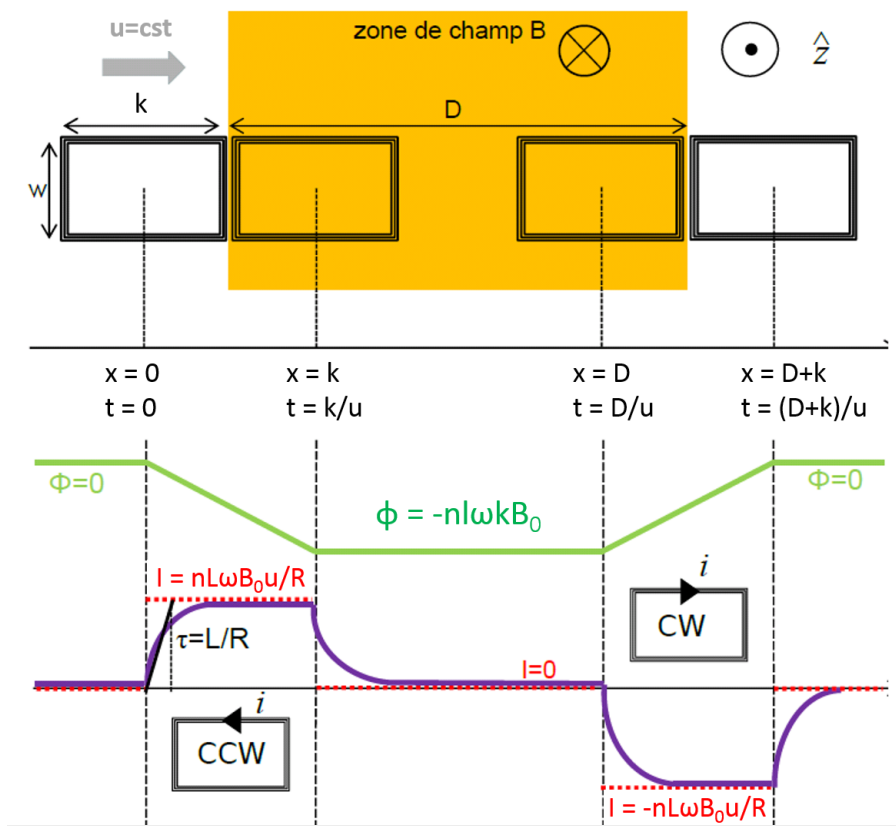 u=cst
zone de champ B
ẑ
k
D
w
x = 0
t = 0
x = k
t = k/u
x = D
t = D/u
x = D+k
t = (D+k)/u
Φ=0
Φ=0
ϕ = -nlωkB₀
I = nLωB₀u/R
i
CW
τ=L/R
I=0
i
CCW
I = -nLωB₀u/R